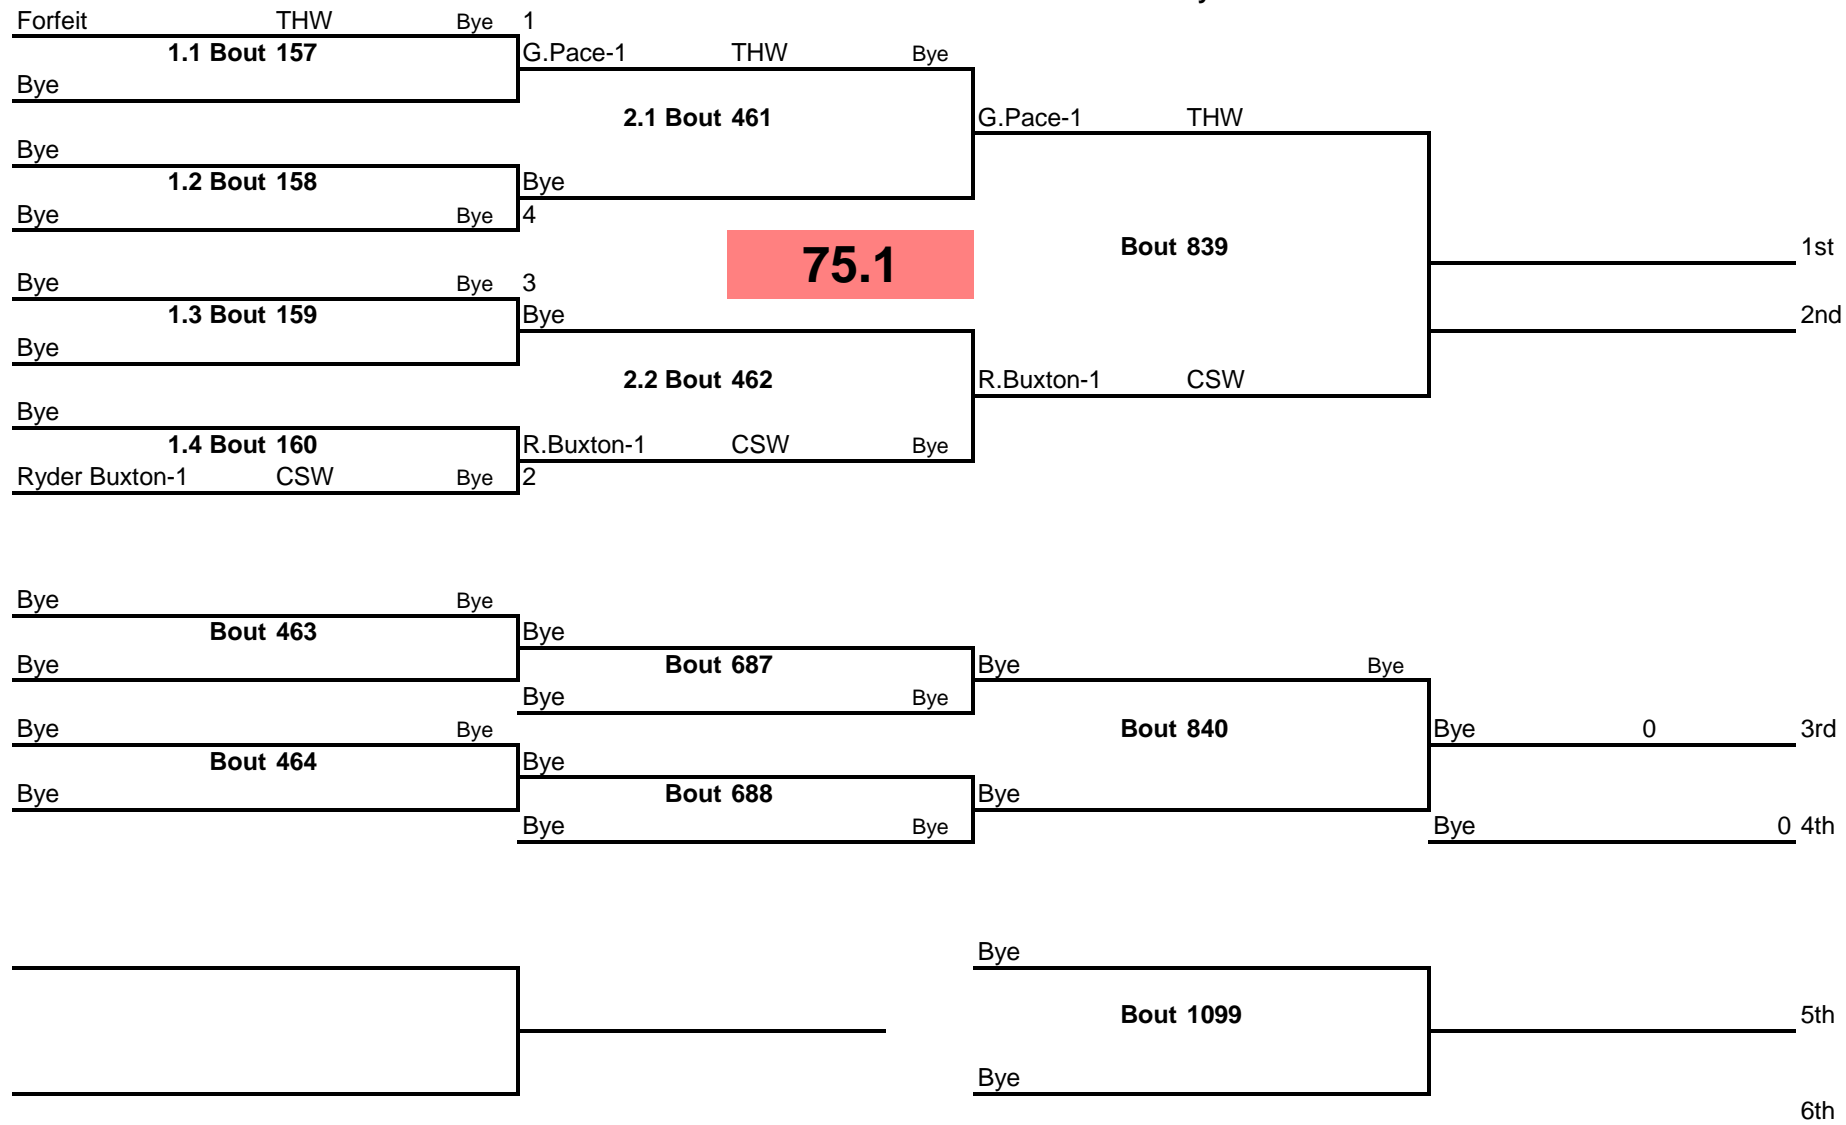 Forfeit THW Bye 1
1.1 Bout 157 G.Pace-1 THW Bye
Bye
2.1 Bout 461 G.Pace-1 THW
Bye
1.2 Bout 158 Bye
Bye Bye 4
75.1 Bout 839 1st
Bye Bye 3
1.3 Bout 159 Bye 2nd
Bye
2.2 Bout 462 R.Buxton-1 CSW
Bye
1.4 Bout 160 R.Buxton-1 CSW Bye
Ryder Buxton-1 CSW Bye 2
Bye Bye
Bout 463 Bye
Bye Bout 687 Bye Bye
Bye Bye
Bye Bye Bout 840 Bye 0 3rd
Bout 464 Bye
Bye Bout 688 Bye
Bye Bye Bye 0 4th
Bye
Bout 1099 5th
Bye
6th